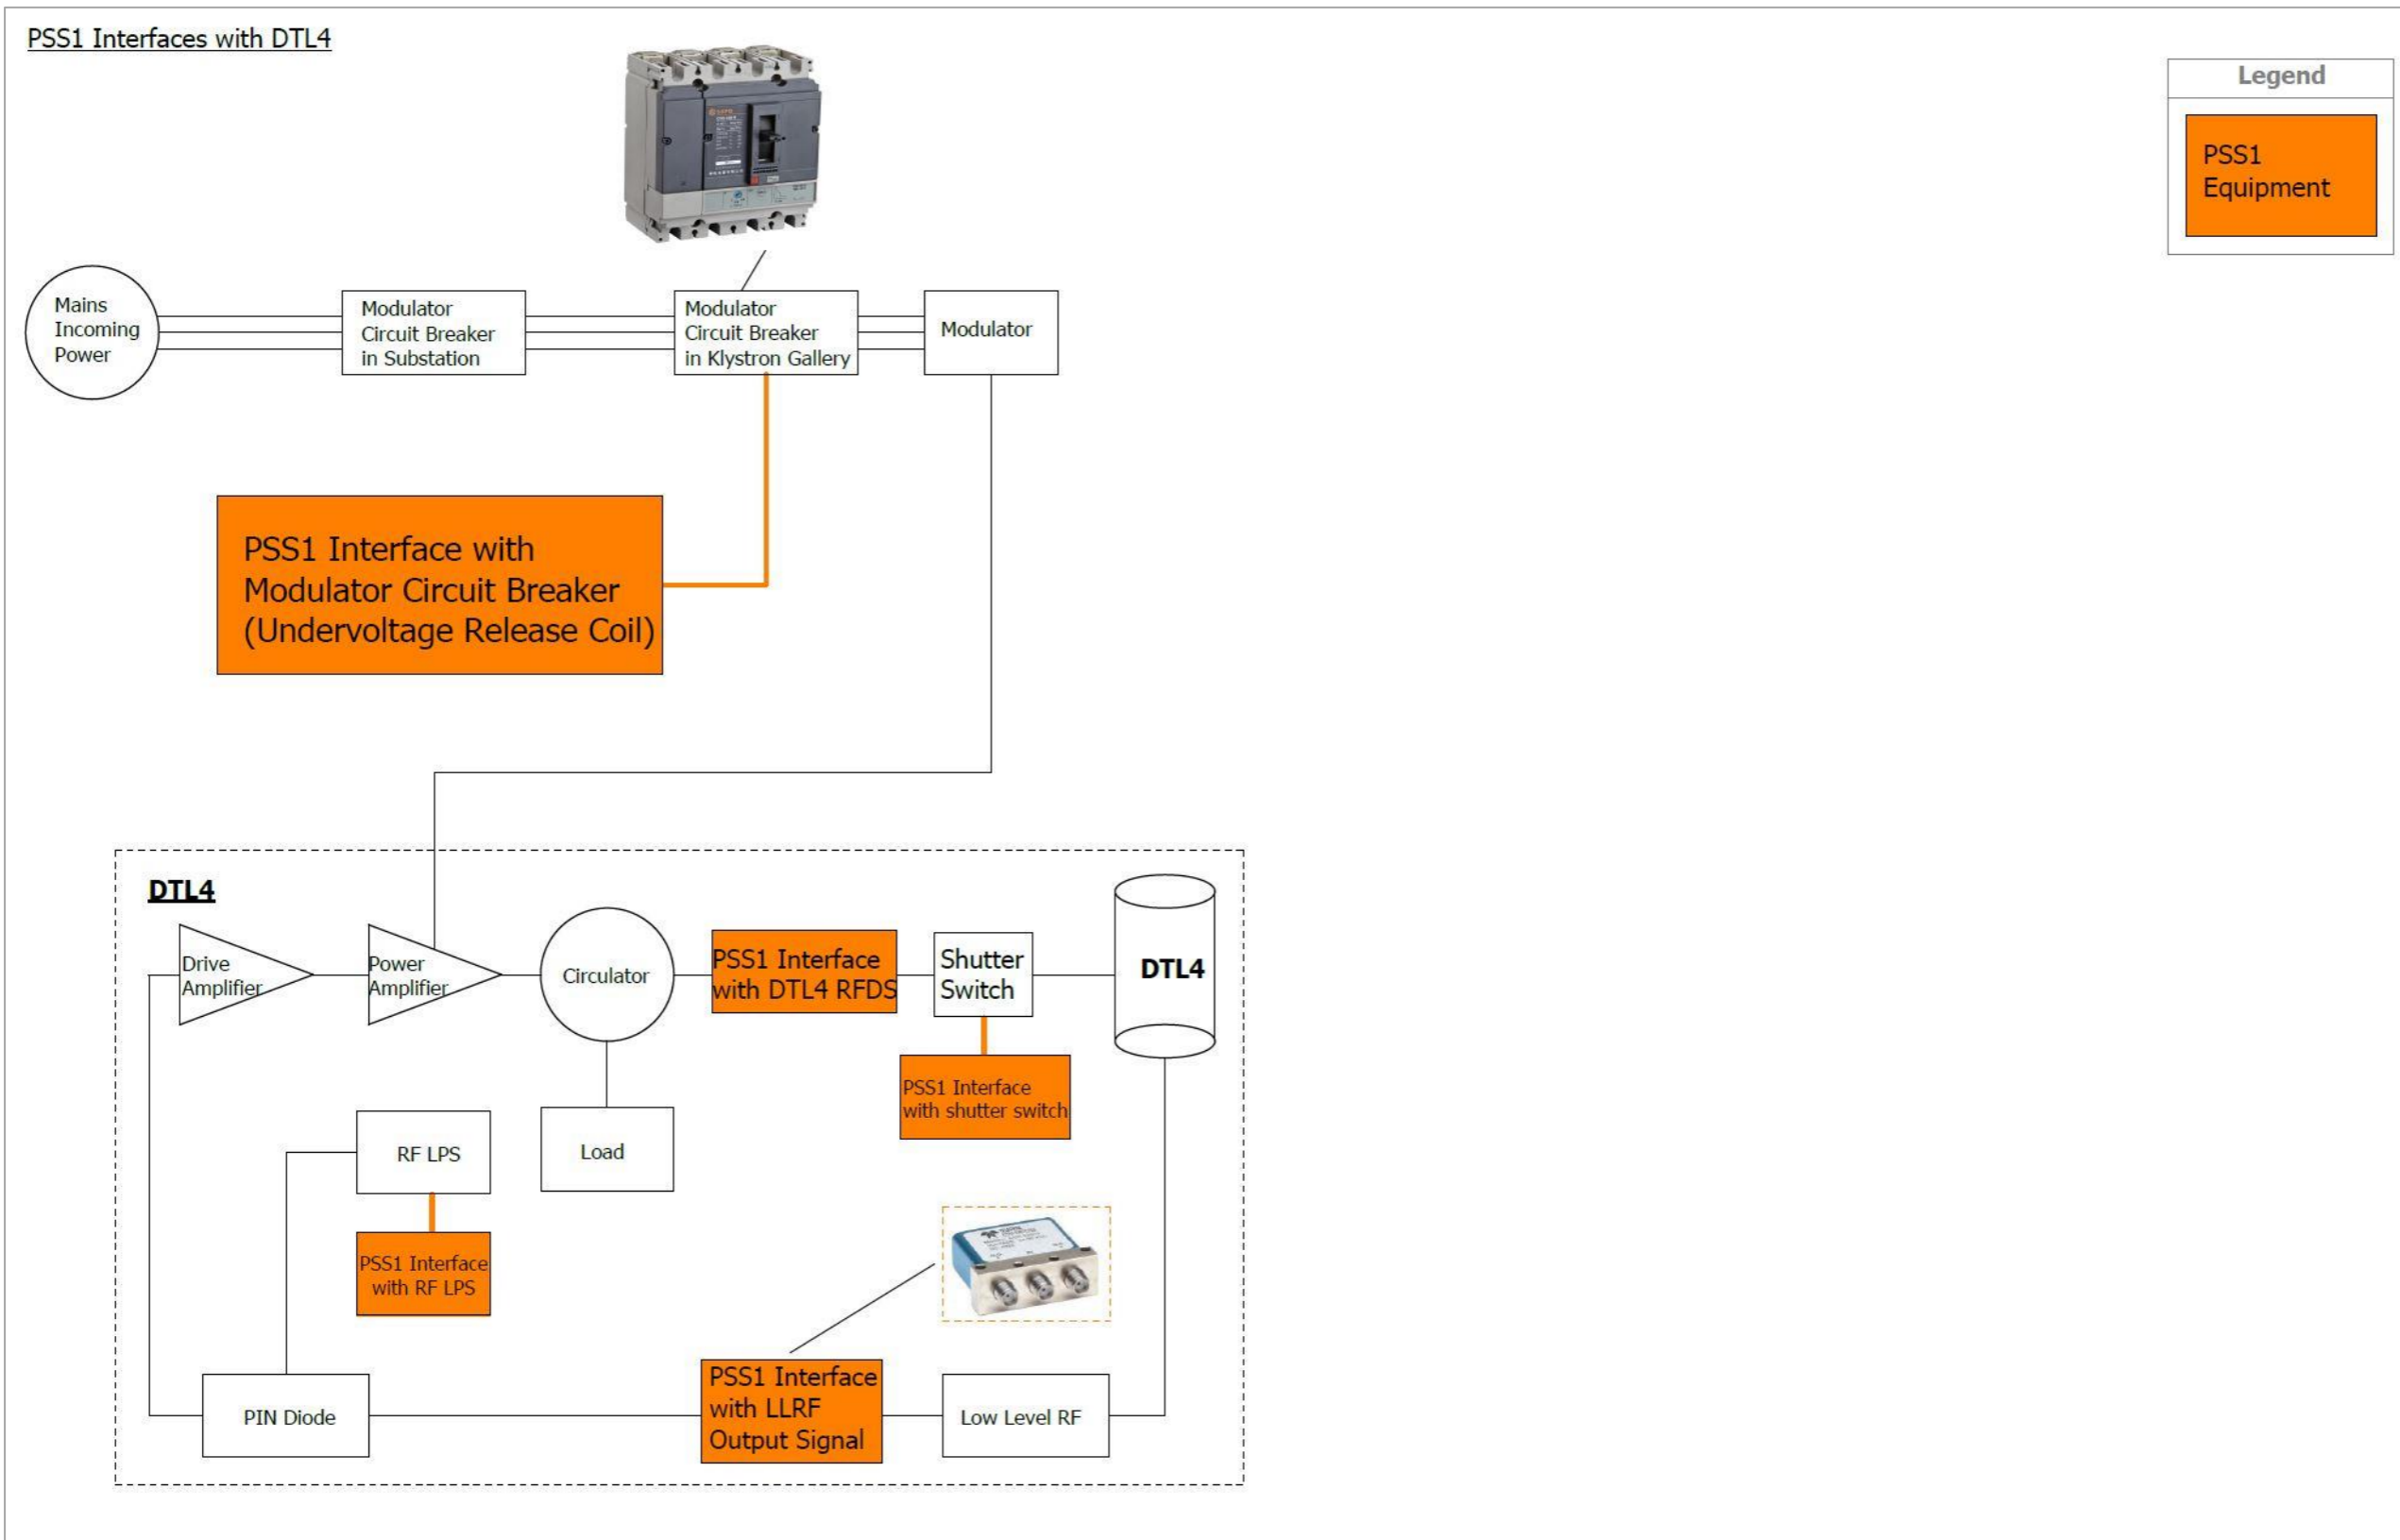 PSS1 Interfaces with DTL4
Legend
PSS1
Equipment
Mains
Incoming
Power
Modulator
Circuit Breaker
in Substation
Modulator
Circuit Breaker
in Klystron Gallery
Modulator
PSS1 Interface with
Modulator Circuit Breaker
(Undervoltage Release Coil)
DTL4
Drive
Amplifier
Power
Amplifier
Circulator
PSS1 Interface
with DTL4 RFDS
Shutter
Switch
DTL4
PSS1 Interface
with shutter switch
RF LPS
Load
PSS1 Interface
with RF LPS
PIN Diode
PSS1 Interface
with LLRF
Output Signal
Low Level RF